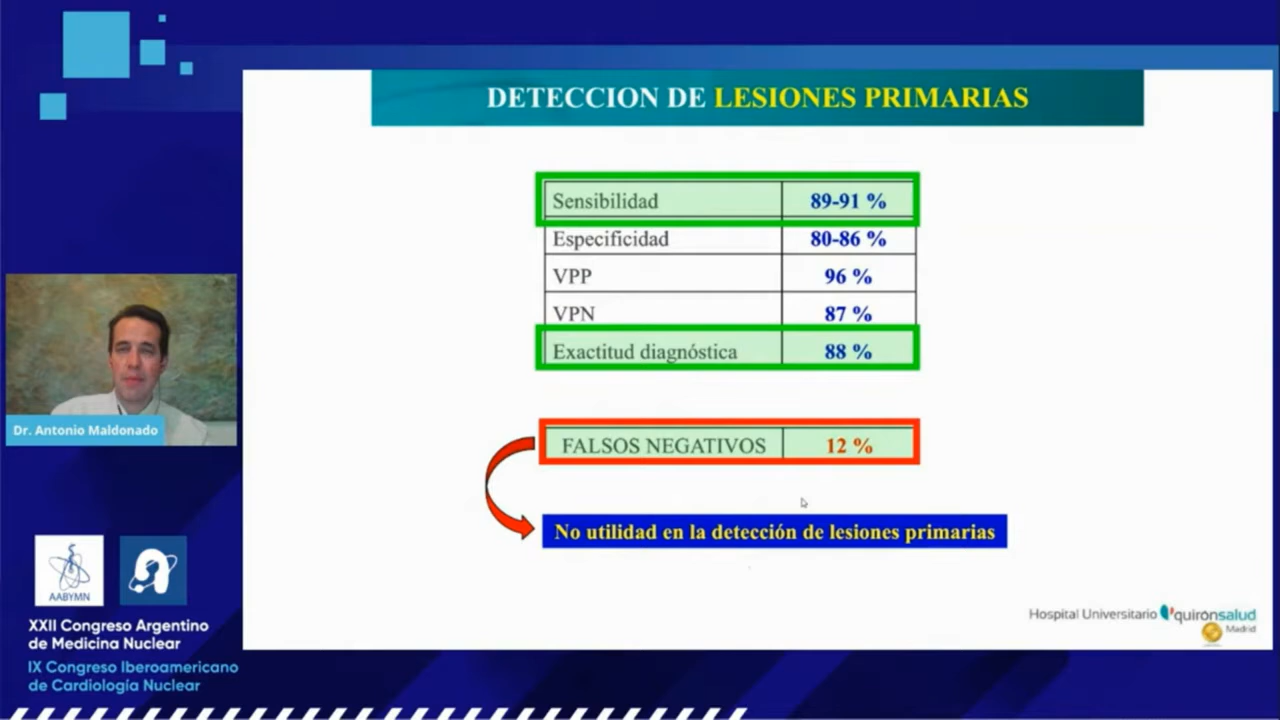 DETECCION DE LESIONES PRIMARIAS
Sensibilidad 89-91 %
Especificidad 80-86 %
VPP 96 %
VPN 87 %
Exactitud diagnóstica 88 %
FALSOS NEGATIVOS 12 %
No utilidad en la detección de lesiones primarias
Hospital Universitario quirónsalud
Madrid
Dr. Antonio Maldonado
AABYMN
XXII Congreso Argentino
de Medicina Nuclear
IX Congreso Iberoamericano
de Cardiología Nuclear